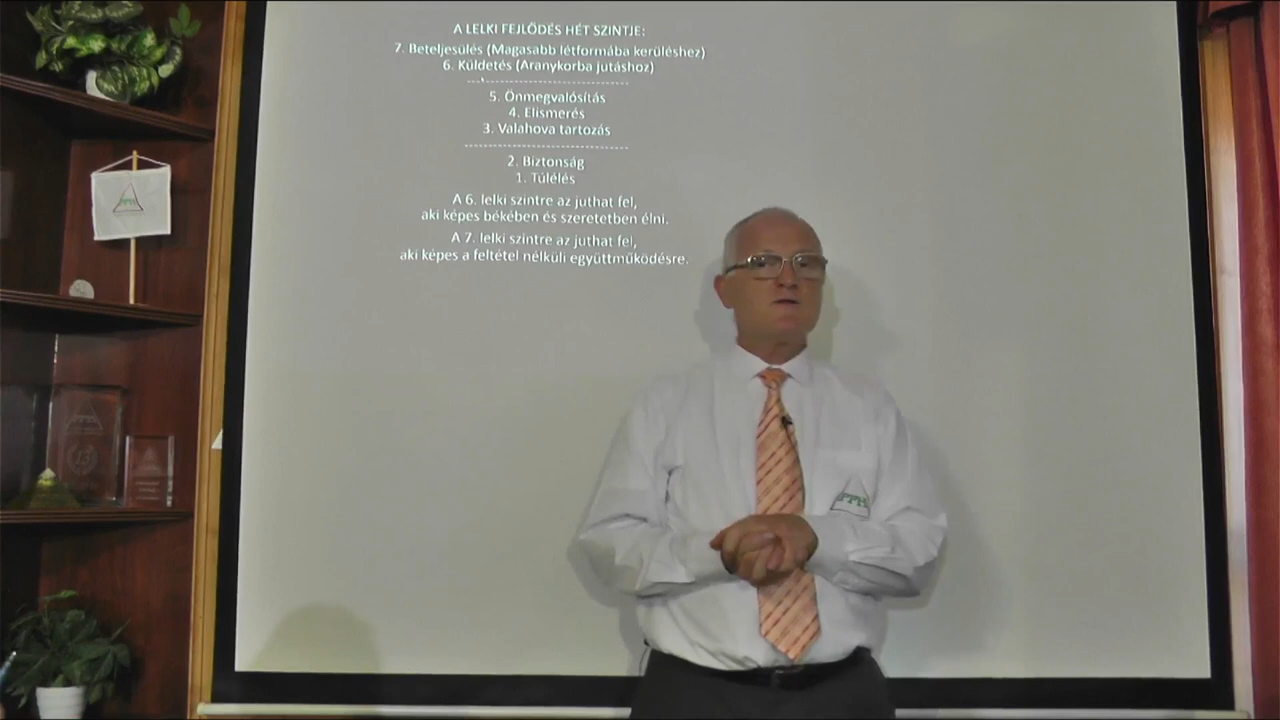 A LELKI FEJLŐDÉS HÉT SZINTJE:
7. Beteljesülés (Magasabb létformába kerüléshez)
6. Küldetés (Aranykorba jutáshoz)
5. Önmegvalósítás
4. Elismerés
3. Valahova tartozás
2. Biztonság
1. Túlélés
A 6. lelki szintre az juthat fel,
aki képes békében és szeretetben élni.
A 7. lelki szintre az juthat fel,
aki képes a feltétel nélküli együttműködésre.